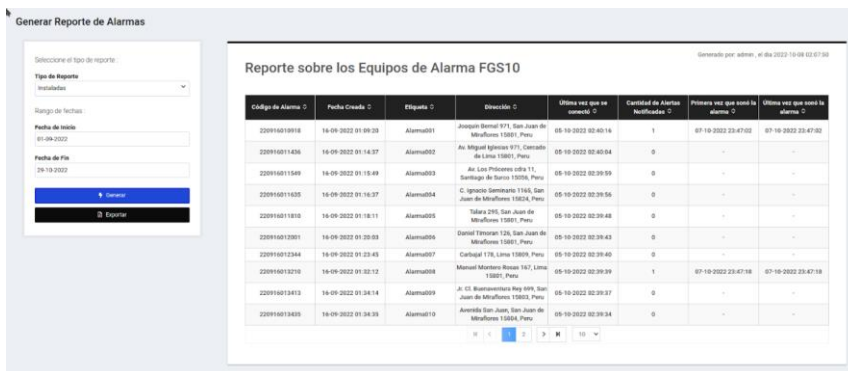 Generar Reporte de Alarmas
Seleccione el tipo de reporte:
Tipo de Reporte
Instaladas
Rango de fechas:
Fecha de Inicio
01-09-2022
Fecha de Fin
29-10-2022
Generar
Exportar
Generado por: admin , el dia 2022-10-08 02:07:50
Reporte sobre los Equipos de Alarma FGS10
Código de Alarma Fecha Creada Etiqueta Dirección Última vez que se conectó Cantidad de Alertas Notificadas Primera vez que sonó la alarma Última vez que sonó la alarma
220916010918 16-09-2022 01:09:20 Alarma001 Joaquin Bernal 971, San Juan de Miraflores 15801, Peru 05-10-2022 02:40:16 1 07-10-2022 23:47:02 07-10-2022 23:47:02
220916011436 16-09-2022 01:14:37 Alarma002 Av. Miguel Iglesias 971, Cercado de Lima 15801, Peru 05-10-2022 02:40:04 0 - -
220916011549 16-09-2022 01:15:49 Alarma003 Av. Los Próceres cdra 11, Santiago de Surco 15056, Peru 05-10-2022 02:39:59 0 - -
220916011635 16-09-2022 01:16:37 Alarma004 C. Ignacio Seminario 1165, San Juan de Miraflores 15824, Peru 05-10-2022 02:39:56 0 - -
220916011810 16-09-2022 01:18:11 Alarma005 Talara 295, San Juan de Miraflores 15801, Peru 05-10-2022 02:39:48 0 - -
220916012001 16-09-2022 01:20:03 Alarma006 Daniel Timoran 126, San Juan de Miraflores 15801, Peru 05-10-2022 02:39:43 0 - -
220916012344 16-09-2022 01:23:45 Alarma007 Carbajal 178, Lima 15809, Peru 05-10-2022 02:39:40 0 - -
220916013210 16-09-2022 01:32:12 Alarma008 Manuel Montero Rosas 167, Lima 15801, Peru 05-10-2022 02:39:39 1 07-10-2022 23:47:18 07-10-2022 23:47:18
220916013413 16-09-2022 01:34:14 Alarma009 Jr. Cl. Buenaventura Rey 699, San Juan de Miraflores 15803, Peru 05-10-2022 02:39:37 0 - -
220916013435 16-09-2022 01:34:35 Alarma010 Avenida San Juan, San Juan de Miraflores 15804, Peru 05-10-2022 02:39:34 0 - -
1 2 10